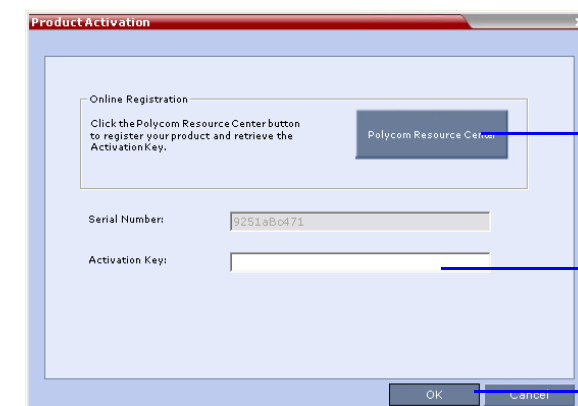 Product Activation
Online Registration
Click the Polycom Resource Center button
to register your product and retrieve the
Activation Key.
Polycom Resource Center
Serial Number:
9251aBc471
Activation Key:
OK
Cancel